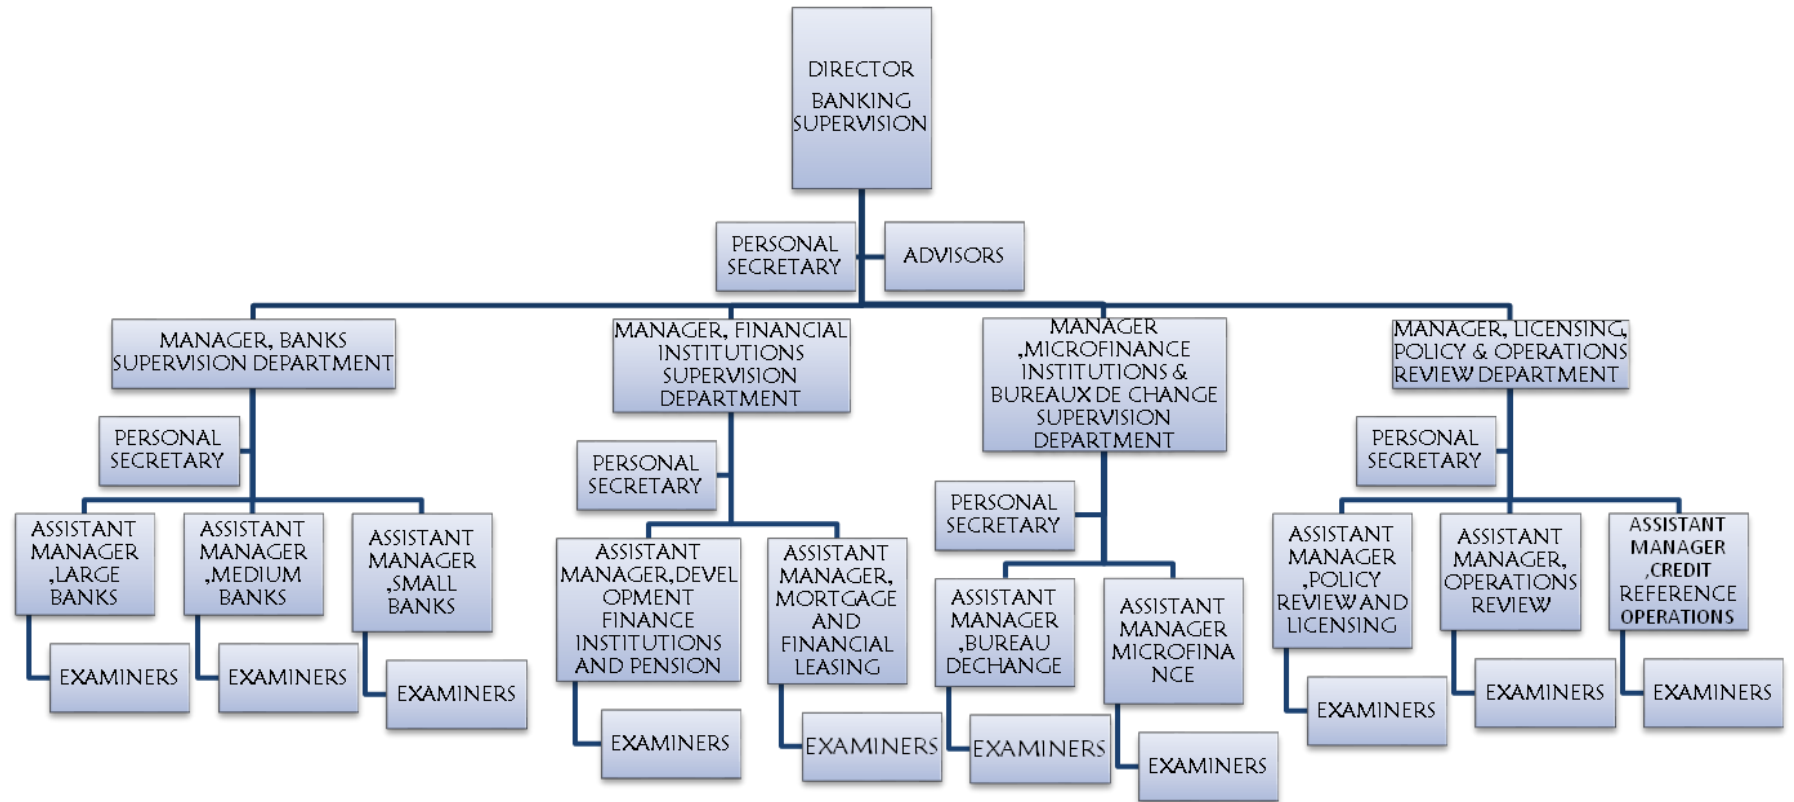 DIRECTOR
BANKING
SUPERVISION
PERSONAL
SECRETARY
ADVISORS
MANAGER, BANKS
SUPERVISION DEPARTMENT
MANAGER, FINANCIAL
INSTITUTIONS
SUPERVISION
DEPARTMENT
MANAGER
,MICROFINANCE
INSTITUTIONS &
BUREAUX DE CHANGE
SUPERVISION
DEPARTMENT
MANAGER, LICENSING,
POLICY & OPERATIONS
REVIEW DEPARTMENT
PERSONAL
SECRETARY
PERSONAL
SECRETARY
PERSONAL
SECRETARY
PERSONAL
SECRETARY
ASSISTANT
MANAGER
,LARGE
BANKS
ASSISTANT
MANAGER
,MEDIUM
BANKS
ASSISTANT
MANAGER
,SMALL
BANKS
ASSISTANT
MANAGER,DEVEL
OPMENT
FINANCE
INSTITUTIONS
AND PENSION
ASSISTANT
MANAGER,
MORTGAGE
AND
FINANCIAL
LEASING
ASSISTANT
MANAGER
,BUREAU
DECHANGE
ASSISTANT
MANAGER
MICROFINA
NCE
ASSISTANT
MANAGER
,POLICY
REVIEW AND
LICENSING
ASSISTANT
MANAGER,
OPERATIONS
REVIEW
ASSISTANT
MANAGER
,CREDIT
REFERENCE
OPERATIONS
EXAMINERS
EXAMINERS
EXAMINERS
EXAMINERS
EXAMINERS
EXAMINERS
EXAMINERS
EXAMINERS
EXAMINERS
EXAMINERS